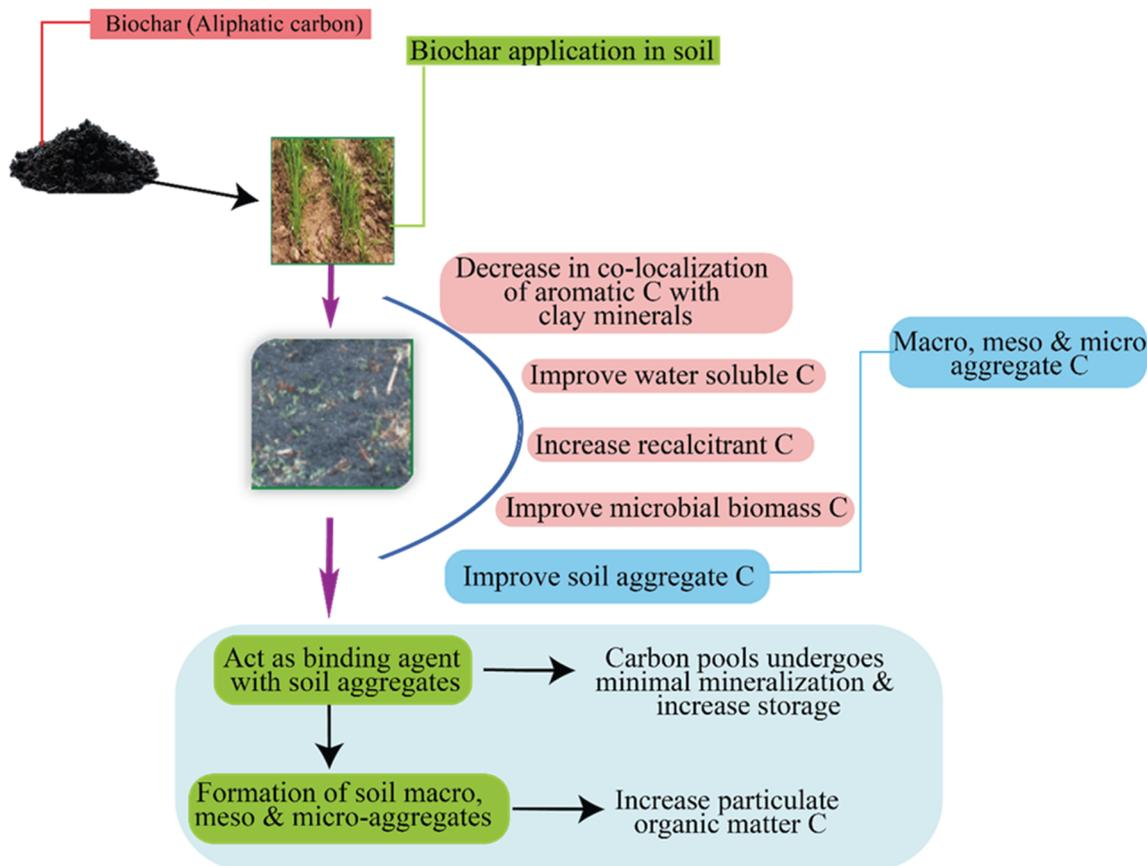 Biochar (Aliphatic carbon)
Biochar application in soil
Decrease in co-localization
of aromatic C with
clay minerals
Macro, meso & micro
aggregate C
Improve water soluble C
Increase recalcitrant C
Improve microbial biomass C
Improve soil aggregate C
Act as binding agent
with soil aggregates
Carbon pools undergoes
minimal mineralization &
increase storage
Formation of soil macro,
meso & micro-aggregates
Increase particulate
organic matter C